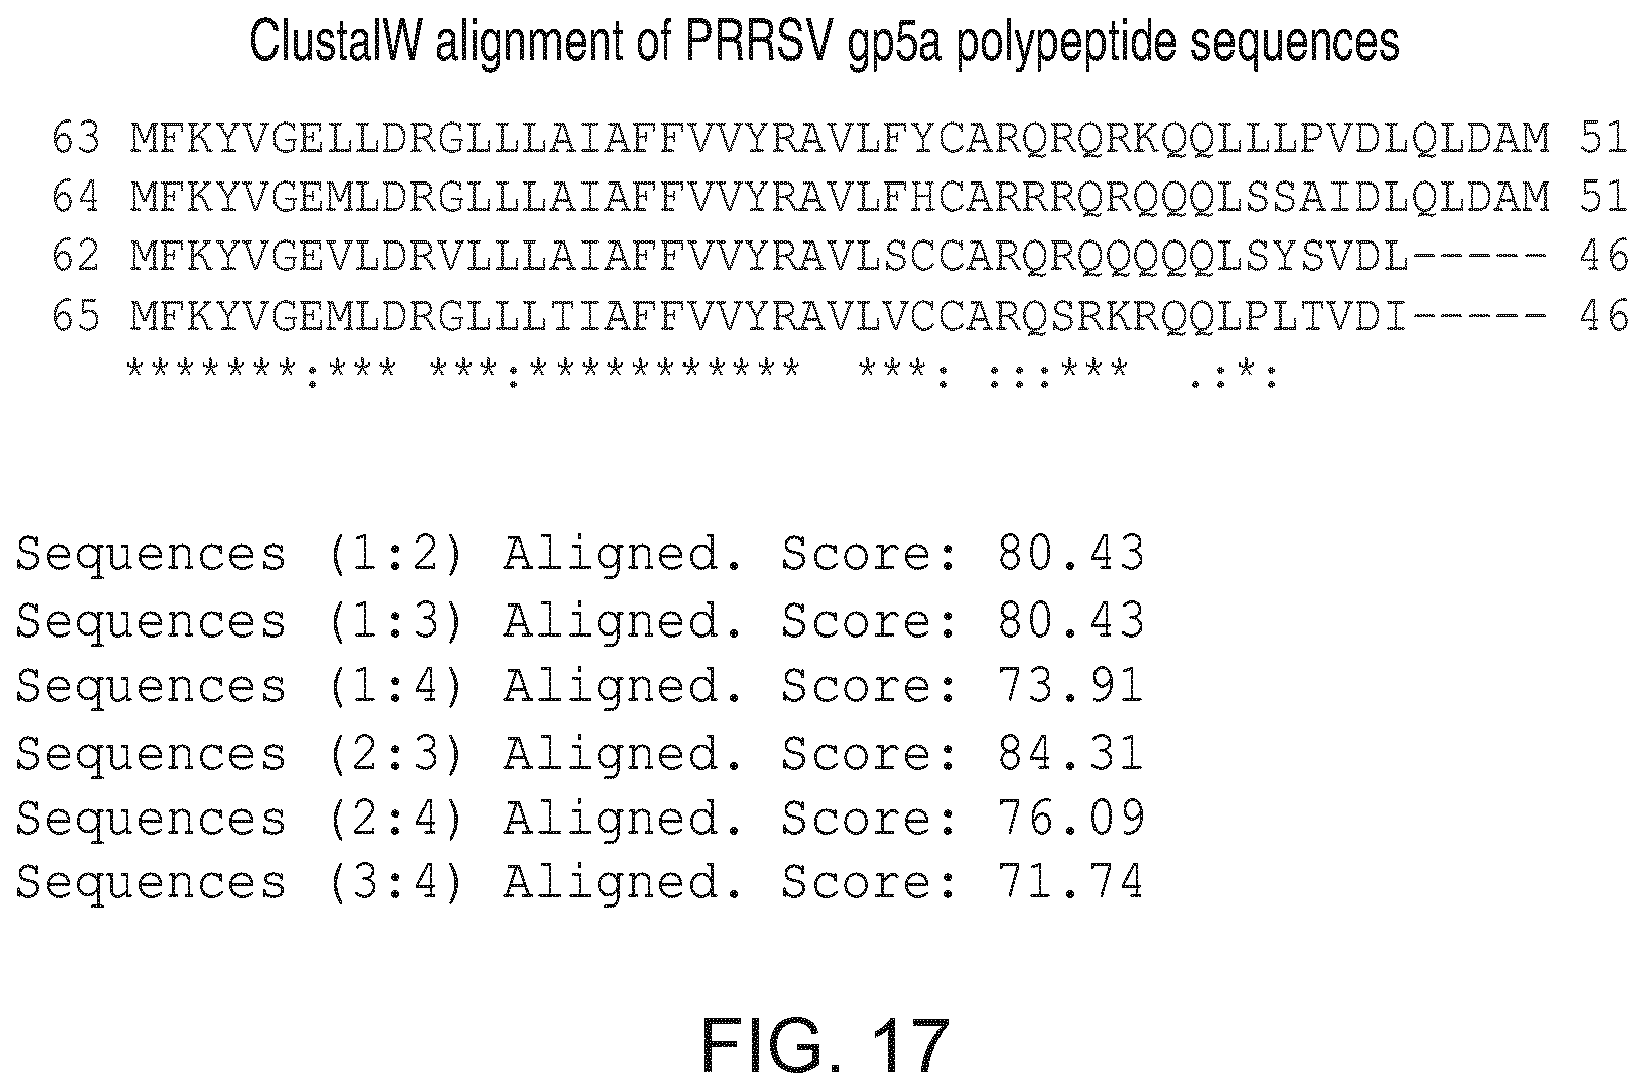 ClustalW alignment of PRRSV gp5a polypeptide sequences
63 MFKYVGELLDRGLLLAIAFFVVYRAVLFYCARQRQRKQQLLLPVDLQLDAM 51
64 MFKYVGEMLDRGLLLAIAFFVVYRAVLFHCARRRQRQQQLSSAIDLQLDAM 51
62 MFKYVGEVLDRVLLLAIAFFVVYRAVLSCCARQRQQQQQLSYSVDL----- 46
65 MFKYVGEMLDRGLLLTIAFFVVYRAVLVCCARQSRKRQQLPLTVDI----- 46
*******:*** ***:***********  ***: :::***  .:*:
Sequences (1:2) Aligned. Score: 80.43
Sequences (1:3) Aligned. Score: 80.43
Sequences (1:4) Aligned. Score: 73.91
Sequences (2:3) Aligned. Score: 84.31
Sequences (2:4) Aligned. Score: 76.09
Sequences (3:4) Aligned. Score: 71.74
FIG. 17